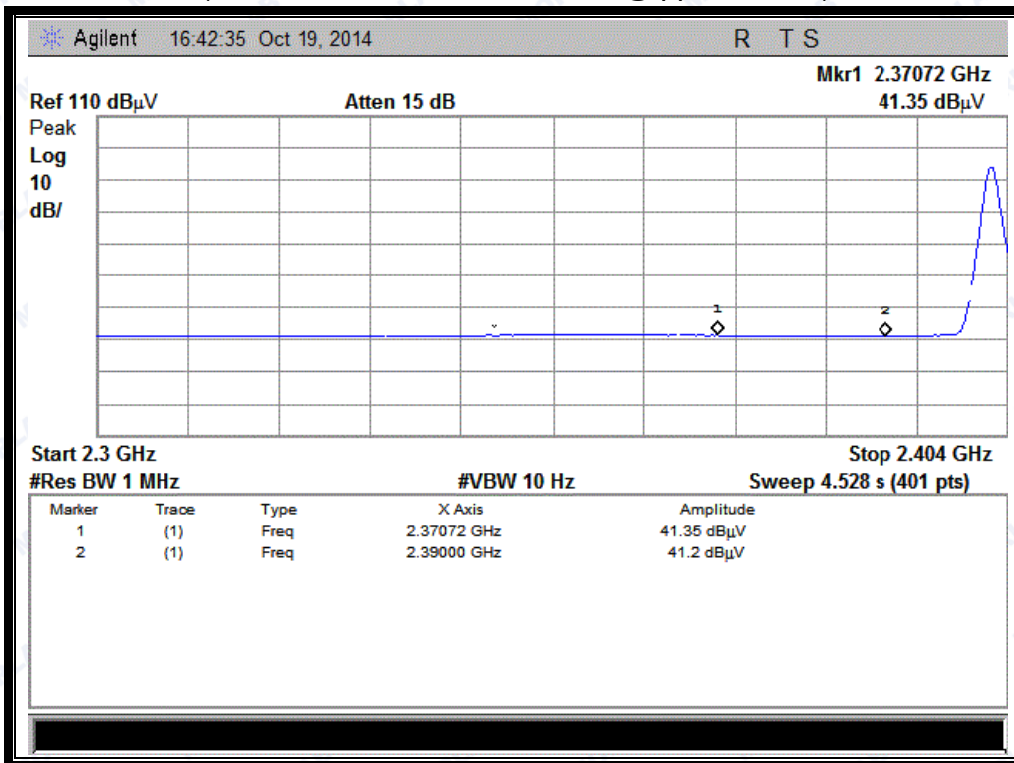 Agilent 16:42:35 Oct 19, 2014 R T S
Mkr1 2.37072 GHz
Ref 110 dBµV Atten 15 dB 41.35 dBµV
Peak
Log
10
dB/
1 2
Start 2.3 GHz Stop 2.404 GHz
#Res BW 1 MHz #VBW 10 Hz Sweep 4.528 s (401 pts)
Marker Trace Type X Axis Amplitude
1 (1) Freq 2.37072 GHz 41.35 dBµV
2 (1) Freq 2.39000 GHz 41.2 dBµV